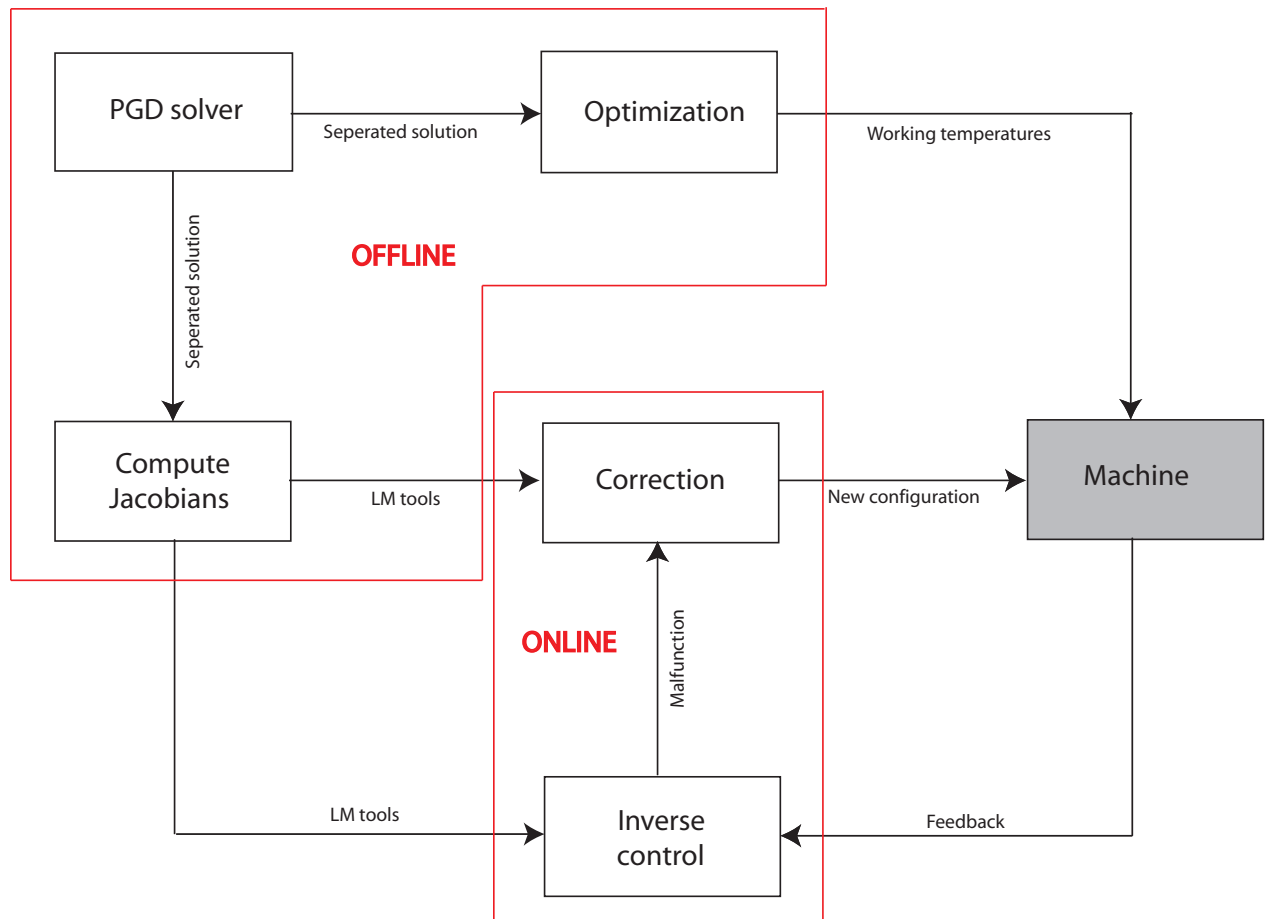 PGD solver
Seperated solution
Optimization
Working temperatures
Seperated solution
OFFLINE
Compute
Jacobians
LM tools
Correction
New configuration
Machine
ONLINE
Malfunction
LM tools
Inverse
control
Feedback